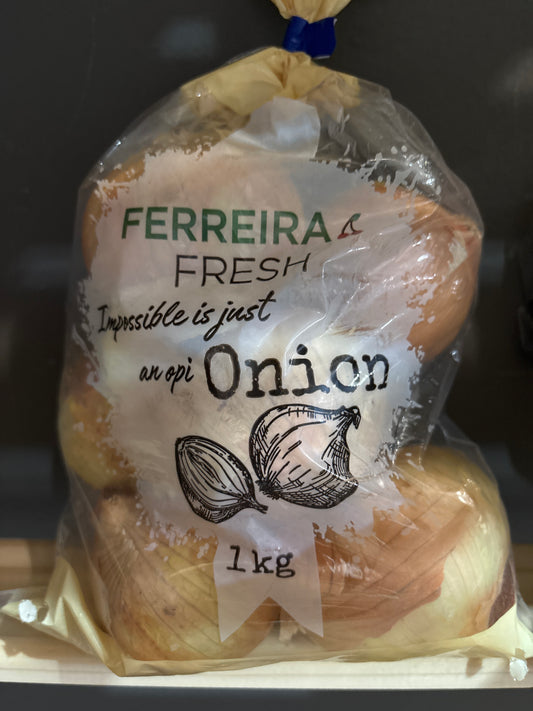 FERREIRA
FRESH
Impossible is just
an opi Onion
1kg